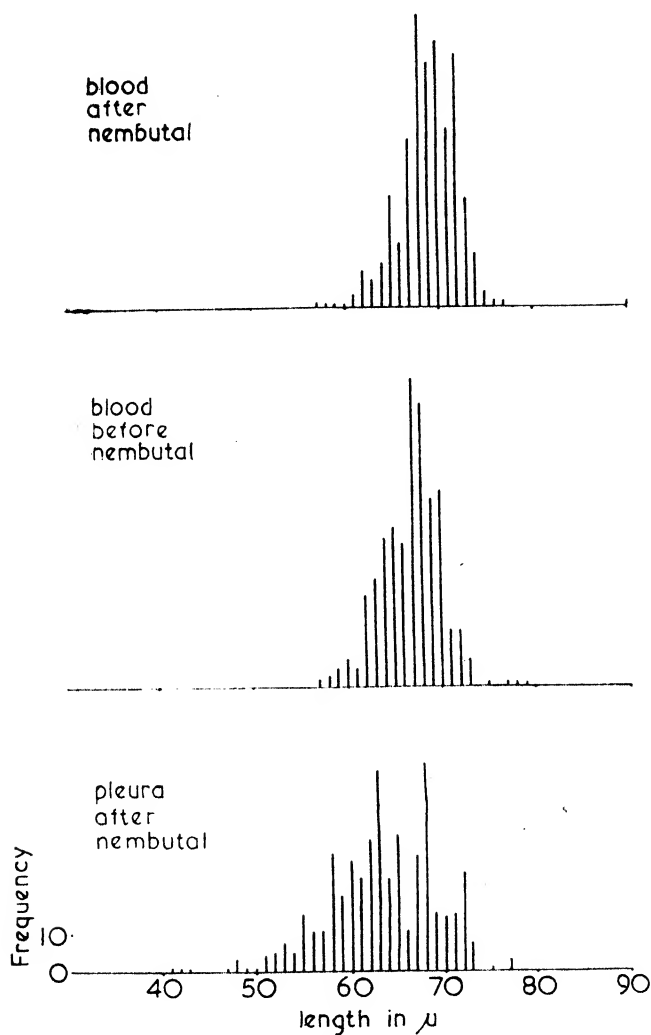 blood
after
nembutal
blood
before
nembutal
pleura
after
nembutal
Frequency
10
0
40 50 60 70 80 90
length in μ